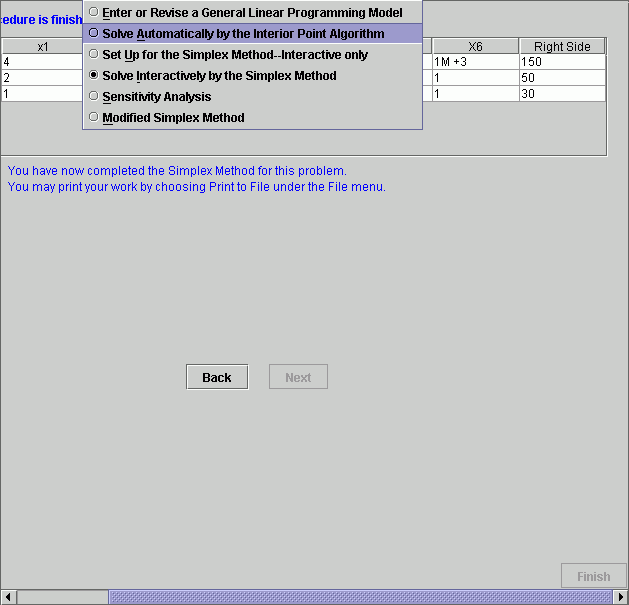 Enter or Revise a General Linear Programming Model
cedure is finish
Solve Automatically by the Interior Point Algorithm
x1 X6 Right Side
Set Up for the Simplex Method--Interactive only
4 1M +3 150
Solve Interactively by the Simplex Method
2 1 50
Sensitivity Analysis
1 1 30
Modified Simplex Method
You have now completed the Simplex Method for this problem.
You may print your work by choosing Print to File under the File menu.
Back Next
Finish